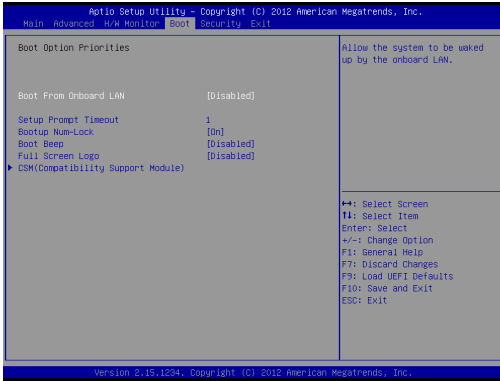 Aptio Setup Utility – Copyright (C) 2012 American Megatrends, Inc.
Main Advanced H/W Monitor Boot Security Exit
Boot Option Priorities
Boot From Onboard LAN [Disabled]
Setup Prompt Timeout 1
Bootup Num-Lock [On]
Boot Beep [Disabled]
Full Screen Logo [Disabled]
CSM(Compatibility Support Module)
Allow the system to be waked
up by the onboard LAN.
↔: Select Screen
↑↓: Select Item
Enter: Select
+/-: Change Option
F1: General Help
F7: Discard Changes
F9: Load UEFI Defaults
F10: Save and Exit
ESC: Exit
Version 2.15.1234. Copyright (C) 2012 American Megatrends, Inc.